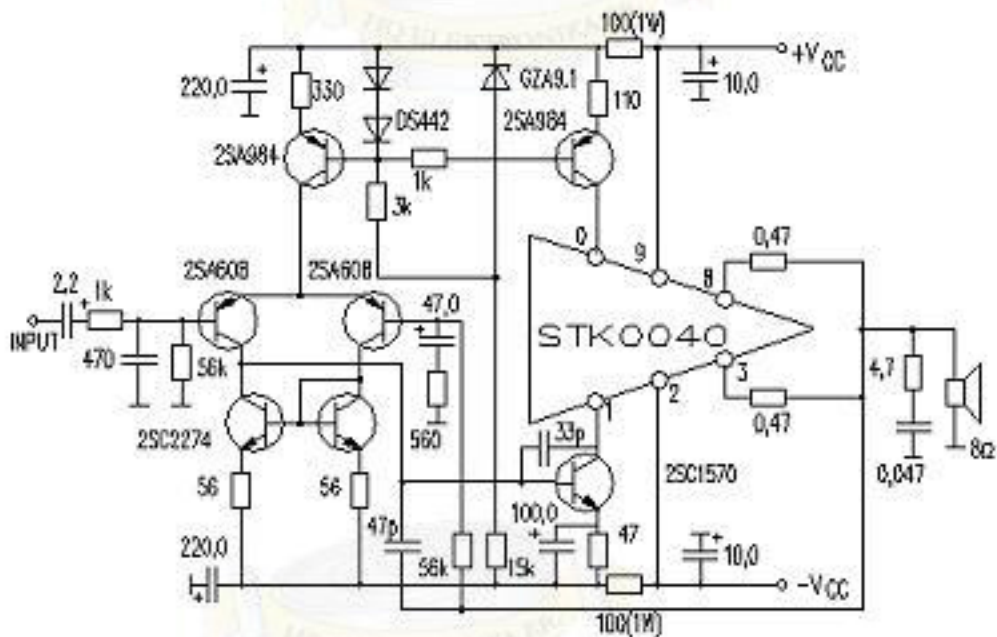 100(1W)
+VCC
220,0
+
330
GZA9.1
+
10,0
DS442
2SA984
110
2SA984
1k
3k
0
9
0,47
8
2SA608
2SA608
2,2
+
1k
47,0
+
INPUT
STK0040
470
56k
3
4,7
2
1
0,47
2SC2274
560
33p
8Ω
2SC1570
0,047
56
56
47p
100,0
+
47
220,0
+
56k
15k
+
10,0
-VCC
100(1W)